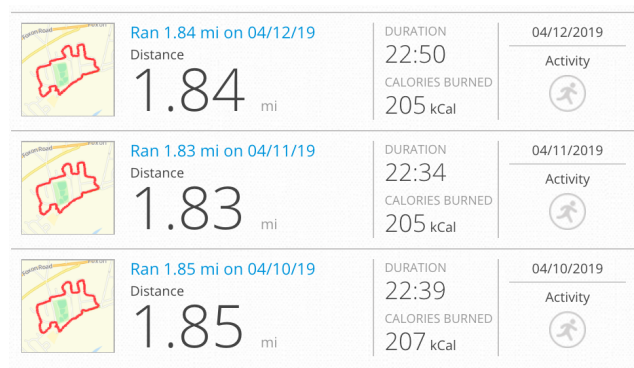 Ran 1.84 mi on 04/12/19
Distance
1.84 mi
DURATION
22:50
CALORIES BURNED
205 kCal
04/12/2019
Activity
Ran 1.83 mi on 04/11/19
Distance
1.83 mi
DURATION
22:34
CALORIES BURNED
205 kCal
04/11/2019
Activity
Ran 1.85 mi on 04/10/19
Distance
1.85 mi
DURATION
22:39
CALORIES BURNED
207 kCal
04/10/2019
Activity